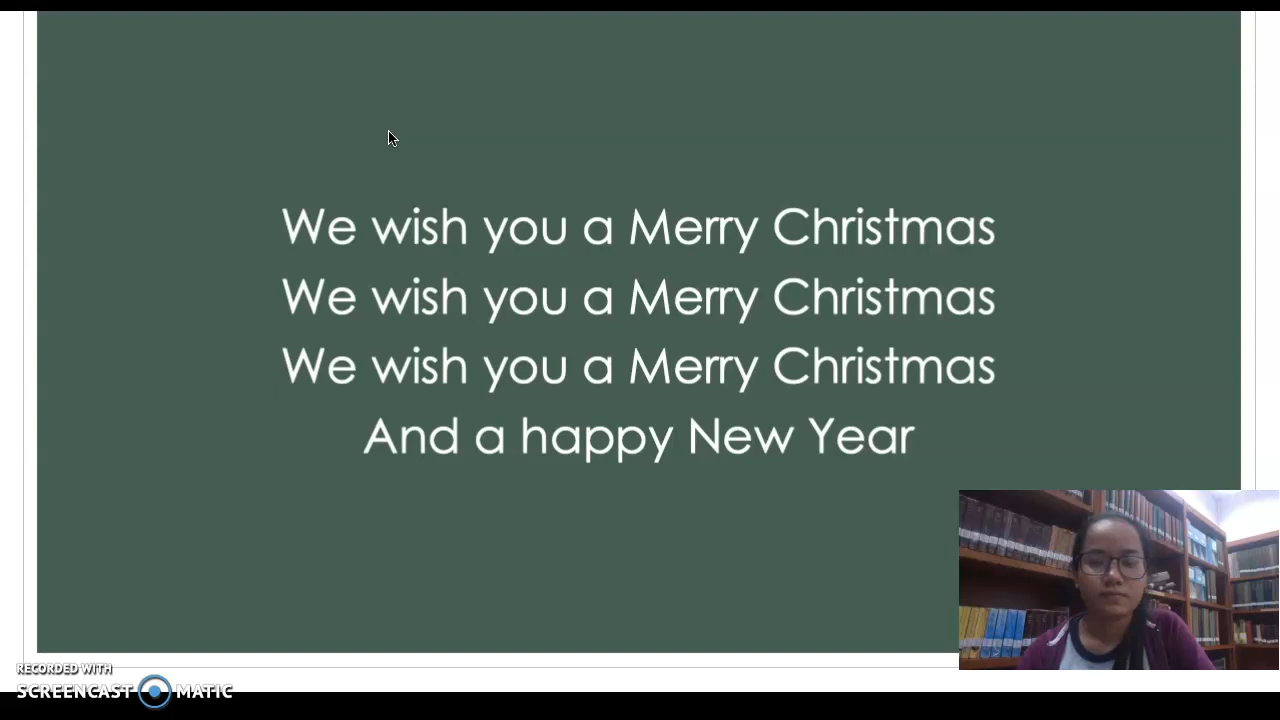 We wish you a Merry Christmas
We wish you a Merry Christmas
We wish you a Merry Christmas
And a happy New Year
RECORDED WITH
SCREENCAST MATIC